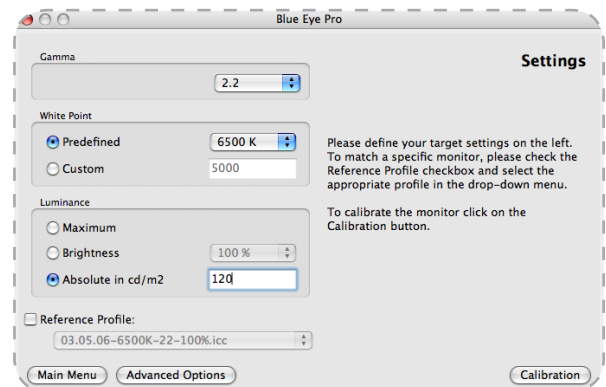 Blue Eye Pro
Gamma
2.2
Settings
White Point
Predefined
6500 K
Custom
5000
Please define your target settings on the left.
To match a specific monitor, please check the
Reference Profile checkbox and select the
appropriate profile in the drop-down menu.
To calibrate the monitor click on the
Calibration button.
Luminance
Maximum
Brightness
100 %
Absolute in cd/m2
120
Reference Profile:
03.05.06-6500K-22-100%.icc
Main Menu
Advanced Options
Calibration